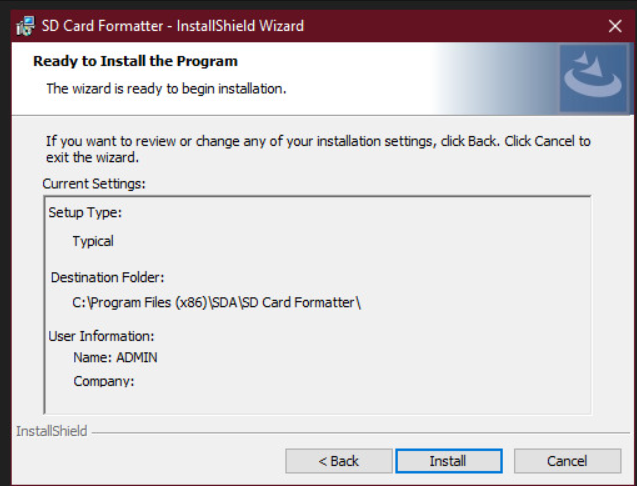 SD Card Formatter - InstallShield Wizard
Ready to Install the Program
The wizard is ready to begin installation.
If you want to review or change any of your installation settings, click Back. Click Cancel to
exit the wizard.
Current Settings:
Setup Type:
Typical
Destination Folder:
C:\Program Files (x86)\SDA\SD Card Formatter\
User Information:
Name: ADMIN
Company:
InstallShield
< Back
Install
Cancel